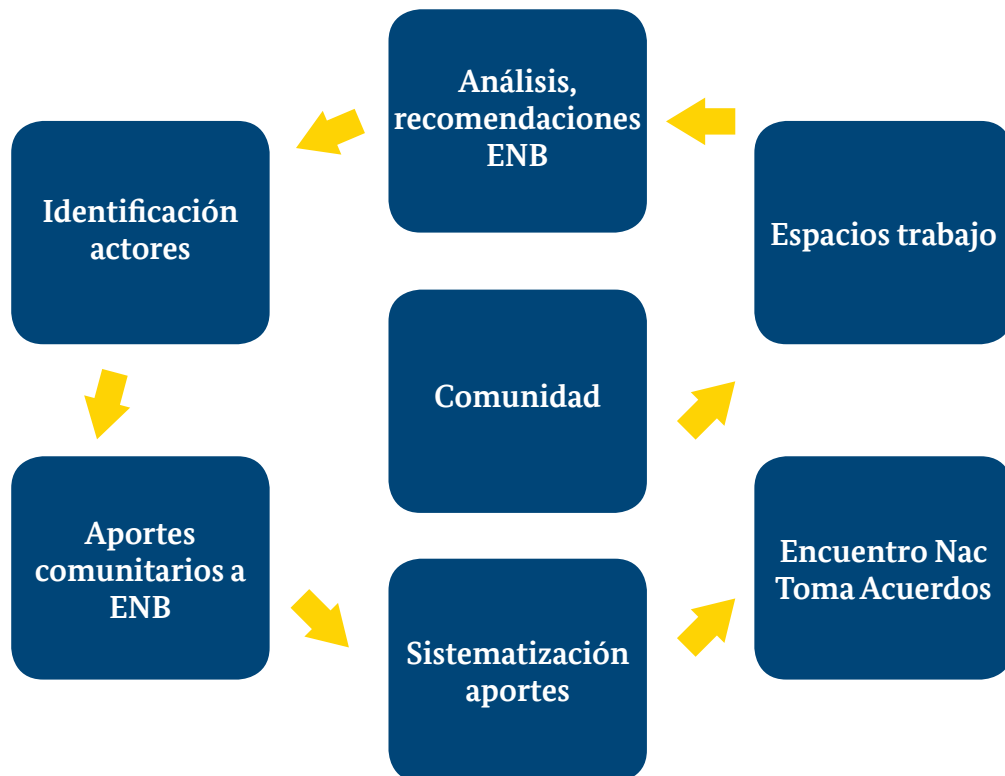 Análisis,
recomendaciones
ENB
Identificación
actores
Espacios trabajo
Comunidad
Aportes
comunitarios a
ENB
Encuentro Nac
Toma Acuerdos
Sistematización
aportes